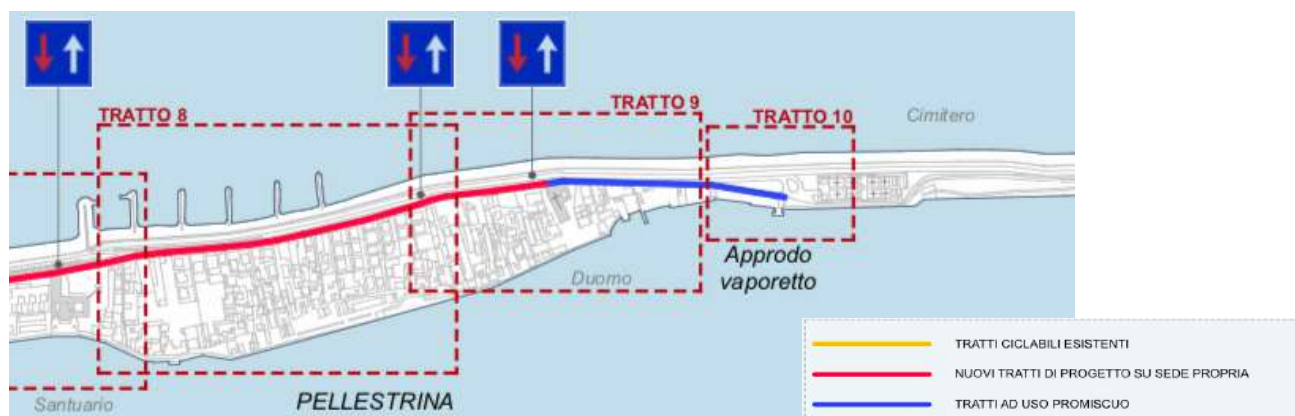 TRATTO 8
TRATTO 9
TRATTO 10
Cimitero
Approdo
vaporetto
Duomo
Santuario
PELLESTRINA
TRATTI CICLABILI ESISTENTI
NUOVI TRATTI DI PROGETTO SU SEDE PROPRIA
TRATTI AD USO PROMISCUO